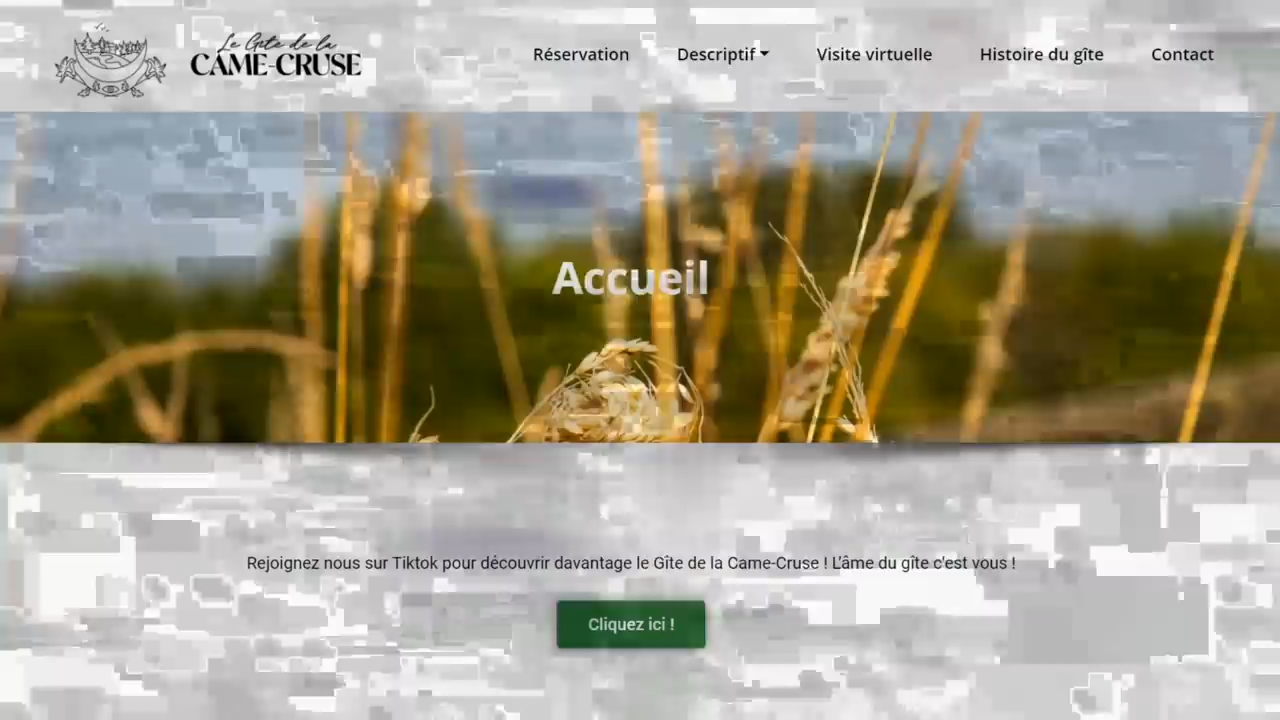 Le Gîte de la
CAME-CRUSE
Réservation
Descriptif
Visite virtuelle
Histoire du gîte
Contact
Accueil
Rejoignez nous sur Tiktok pour découvrir davantage le Gîte de la Came-Cruse ! L'âme du gîte c'est vous !
Cliquez ici !